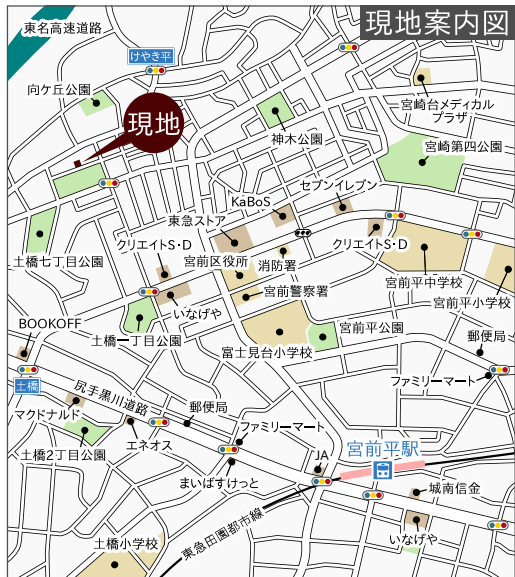 現地案内図
東名高速道路
けやき平
向ケ丘公園
現地
神木公園
宮崎台メディカル
プラザ
宮崎第四公園
セブンイレブン
KaBoS
東急ストア
クリエイトS・D
クリエイトS・D
土橋七丁目公園
宮前区役所
消防署
宮前警察署
宮前平中学校
宮前平小学校
いなげや
BOOKOFF
土橋一丁目公園
宮前平公園
富士見台小学校
郵便局
土橋
尻手黒川道路
ファミリーマート
マクドナルド
郵便局
エネオス
ファミリーマート
土橋2丁目公園
まいばすけっと
JA
宮前平駅
城南信金
いなげや
東急田園都市線
土橋小学校